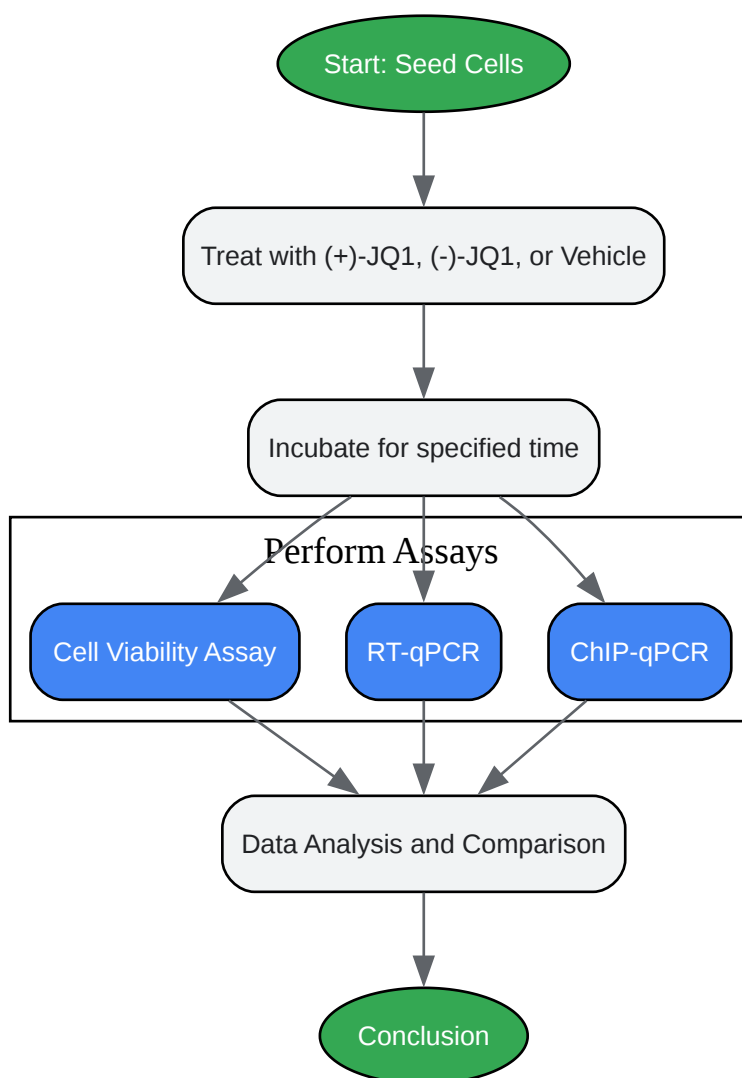 Start: Seed Cells
Treat with (+)-JQ1, (-)-JQ1, or Vehicle
Incubate for specified time
Perform Assays
Cell Viability Assay
RT-qPCR
ChIP-qPCR
Data Analysis and Comparison
Conclusion